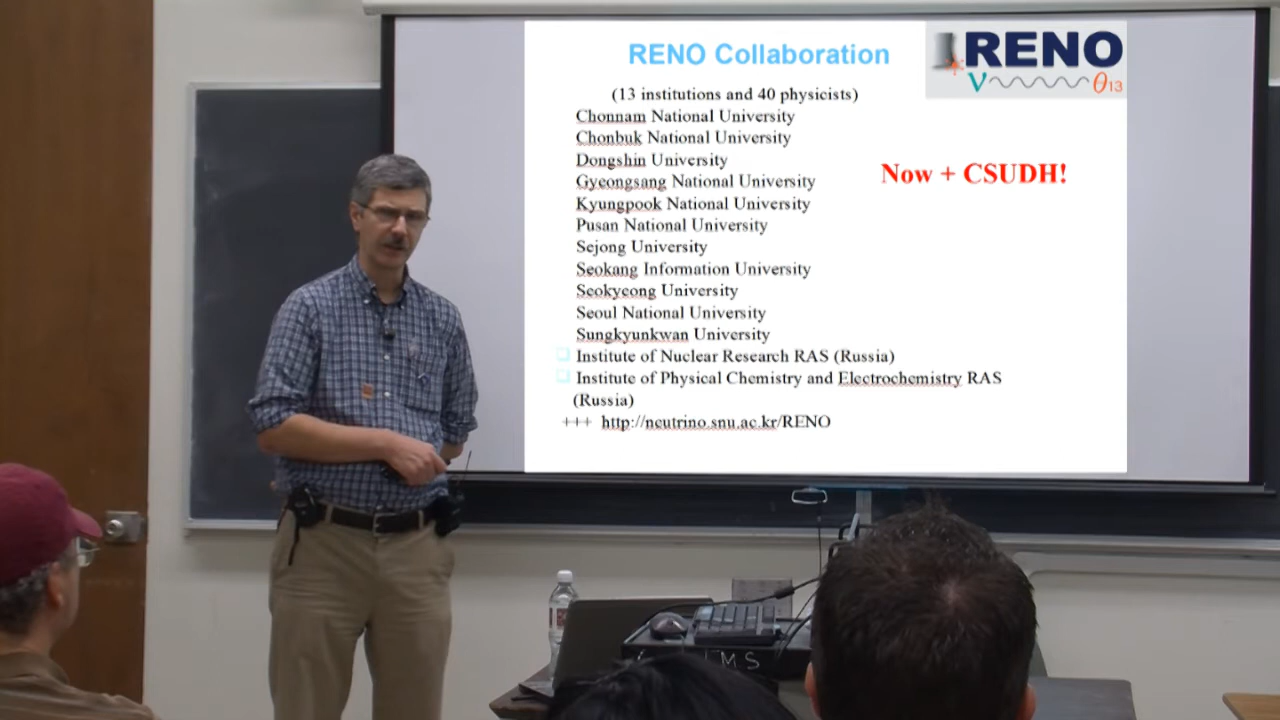 RENO Collaboration
RENO
ν θ13
(13 institutions and 40 physicists)
Chonnam National University
Chonbuk National University
Dongshin University
Gyeongsang National University
Now + CSUDH!
Kyungpook National University
Pusan National University
Sejong University
Seokang Information University
Seokyeong University
Seoul National University
Sungkyunkwan University
Institute of Nuclear Research RAS (Russia)
Institute of Physical Chemistry and Electrochemistry RAS
(Russia)
+++ http://neutrino.snu.ac.kr/RENO